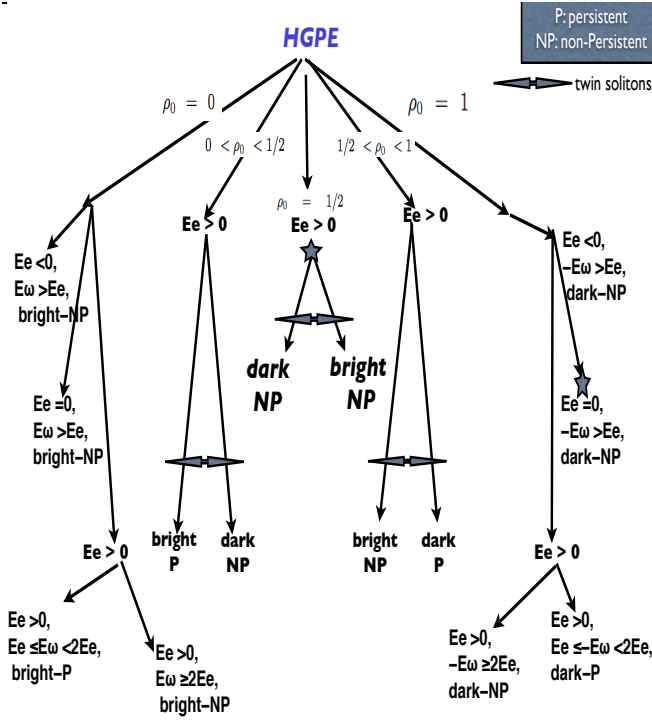 P: persistent
NP: non-Persistent
HGPE
twin solitons
ρ0 = 0
ρ0 = 1
0 < ρ0 < 1/2
1/2 < ρ0 < 1
ρ0 = 1/2
Ee > 0
Ee > 0
Ee > 0
Ee <0,
Eω >Ee,
bright–NP
Ee <0,
–Eω >Ee,
dark–NP
dark
NP
bright
NP
Ee =0,
Eω >Ee,
bright–NP
Ee =0,
–Eω >Ee,
dark–NP
bright
P
dark
NP
bright
NP
dark
P
Ee > 0
Ee > 0
Ee >0,
Ee ≤Eω <2Ee,
bright–P
Ee >0,
Eω ≥2Ee,
bright–NP
Ee >0,
–Eω ≥2Ee,
dark–NP
Ee >0,
Ee ≤–Eω <2Ee,
dark–P